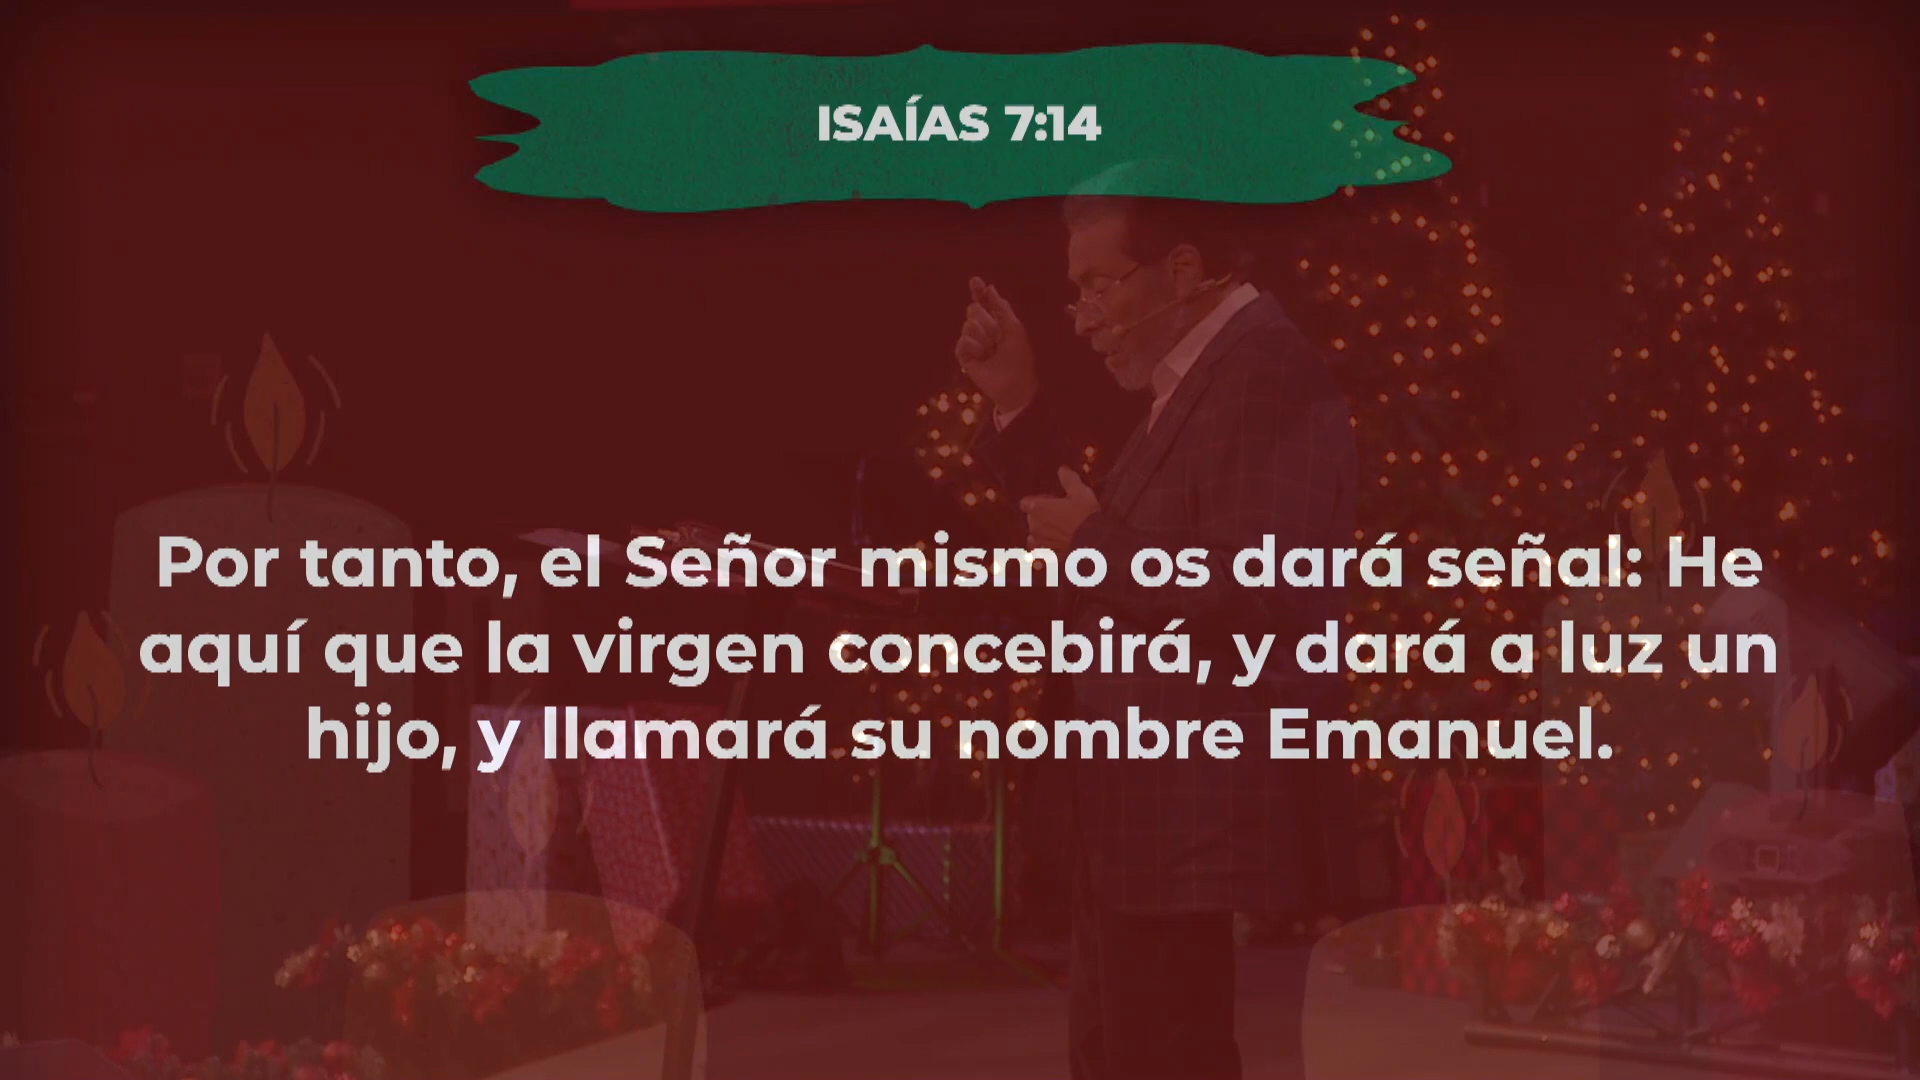 ISAÍAS 7:14
Por tanto, el Señor mismo os dará señal: He
aquí que la virgen concebirá, y dará a luz un
hijo, y llamará su nombre Emanuel.